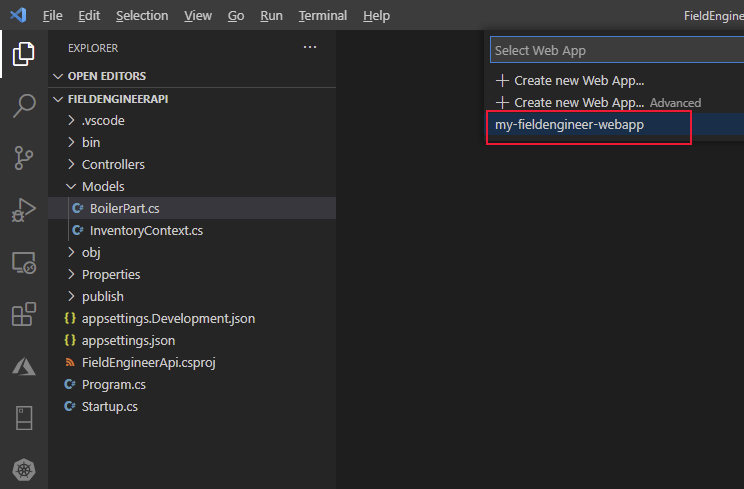 File Edit Selection View Go Run Terminal Help FieldEngine
EXPLORER ···
OPEN EDITORS
FIELDENGINEERAPI
.vscode
bin
Controllers
Models
C# BoilerPart.cs
C# InventoryContext.cs
obj
Properties
publish
{} appsettings.Development.json
{} appsettings.json
FieldEngineerApi.csproj
C# Program.cs
C# Startup.cs
Select Web App
+ Create new Web App...
+ Create new Web App... Advanced
my-fieldengineer-webapp